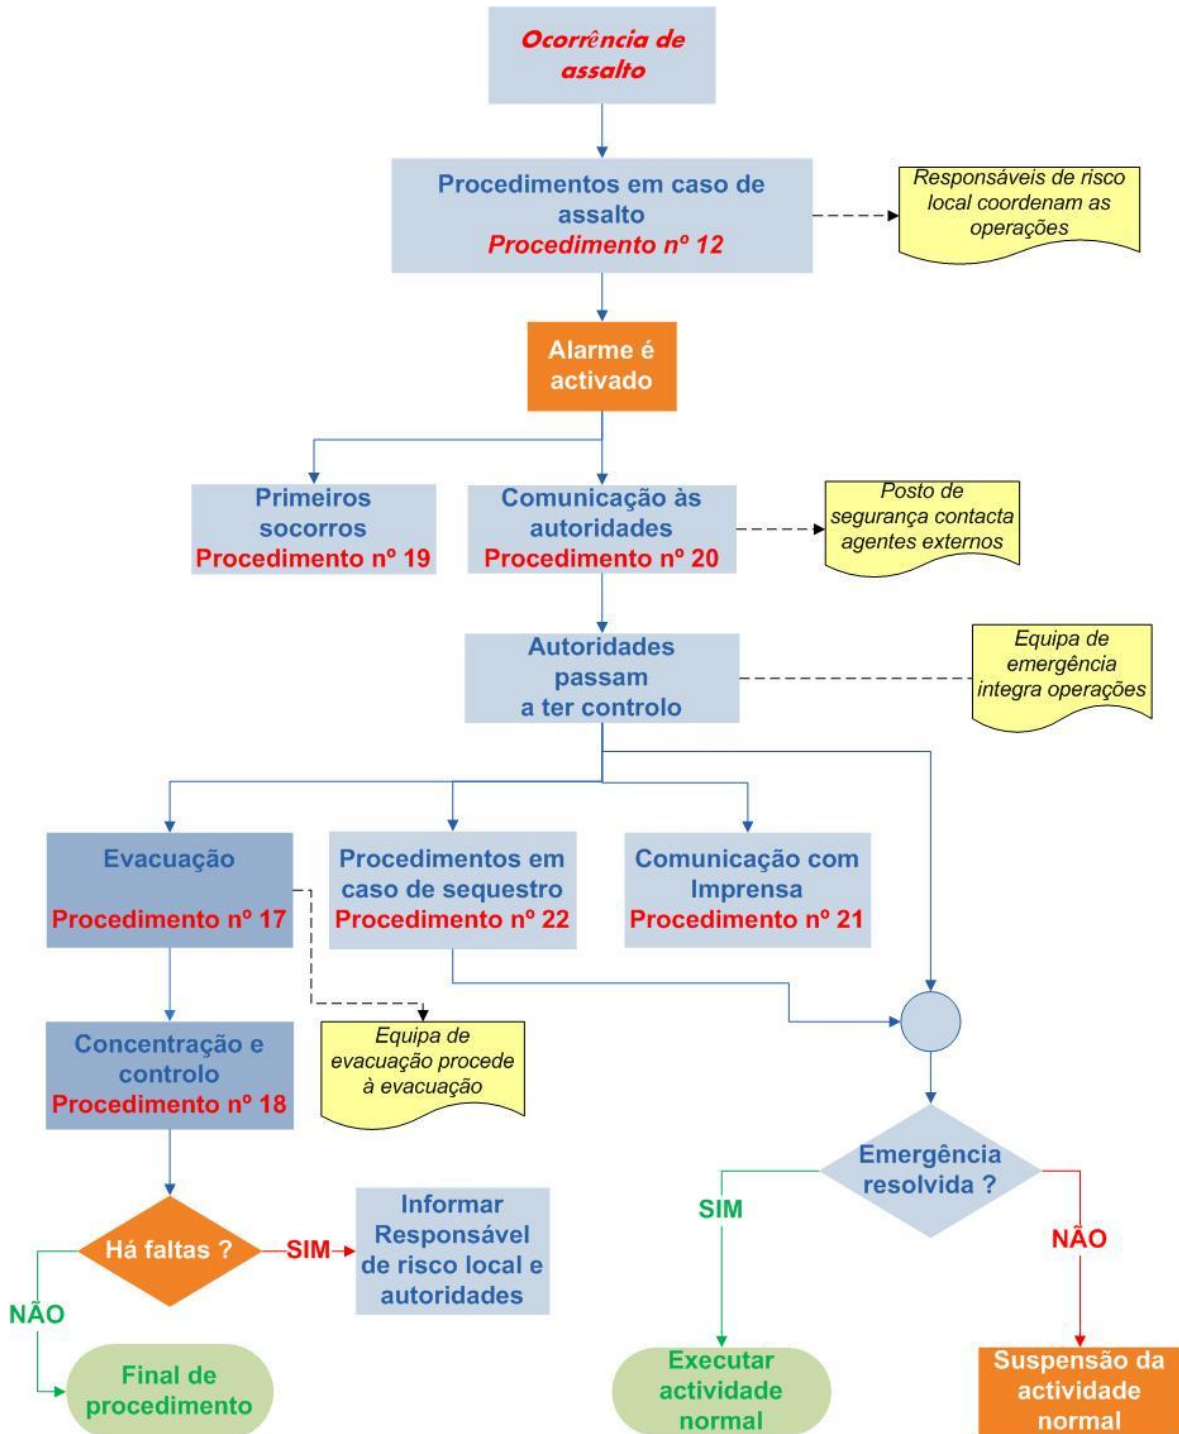 Ocorrência de
assalto
Procedimentos em caso de
assalto
Procedimento nº 12
Responsáveis de risco
local coordenam as
operações
Alarme é
activado
Primeiros
socorros
Procedimento nº 19
Comunicação às
autoridades
Procedimento nº 20
Posto de
segurança contacta
agentes externos
Autoridades
passam
a ter controlo
Equipa de
emergência
integra operações
Evacuação
Procedimento nº 17
Procedimentos em
caso de sequestro
Procedimento nº 22
Comunicação com
Imprensa
Procedimento nº 21
Concentração e
controlo
Procedimento nº 18
Equipa de
evacuação procede
à evacuação
Emergência
resolvida ?
SIM
NÃO
Há faltas ?
SIM
Informar
Responsável
de risco local e
autoridades
NÃO
Final de
procedimento
Executar
actividade
normal
Suspensão da
actividade
normal